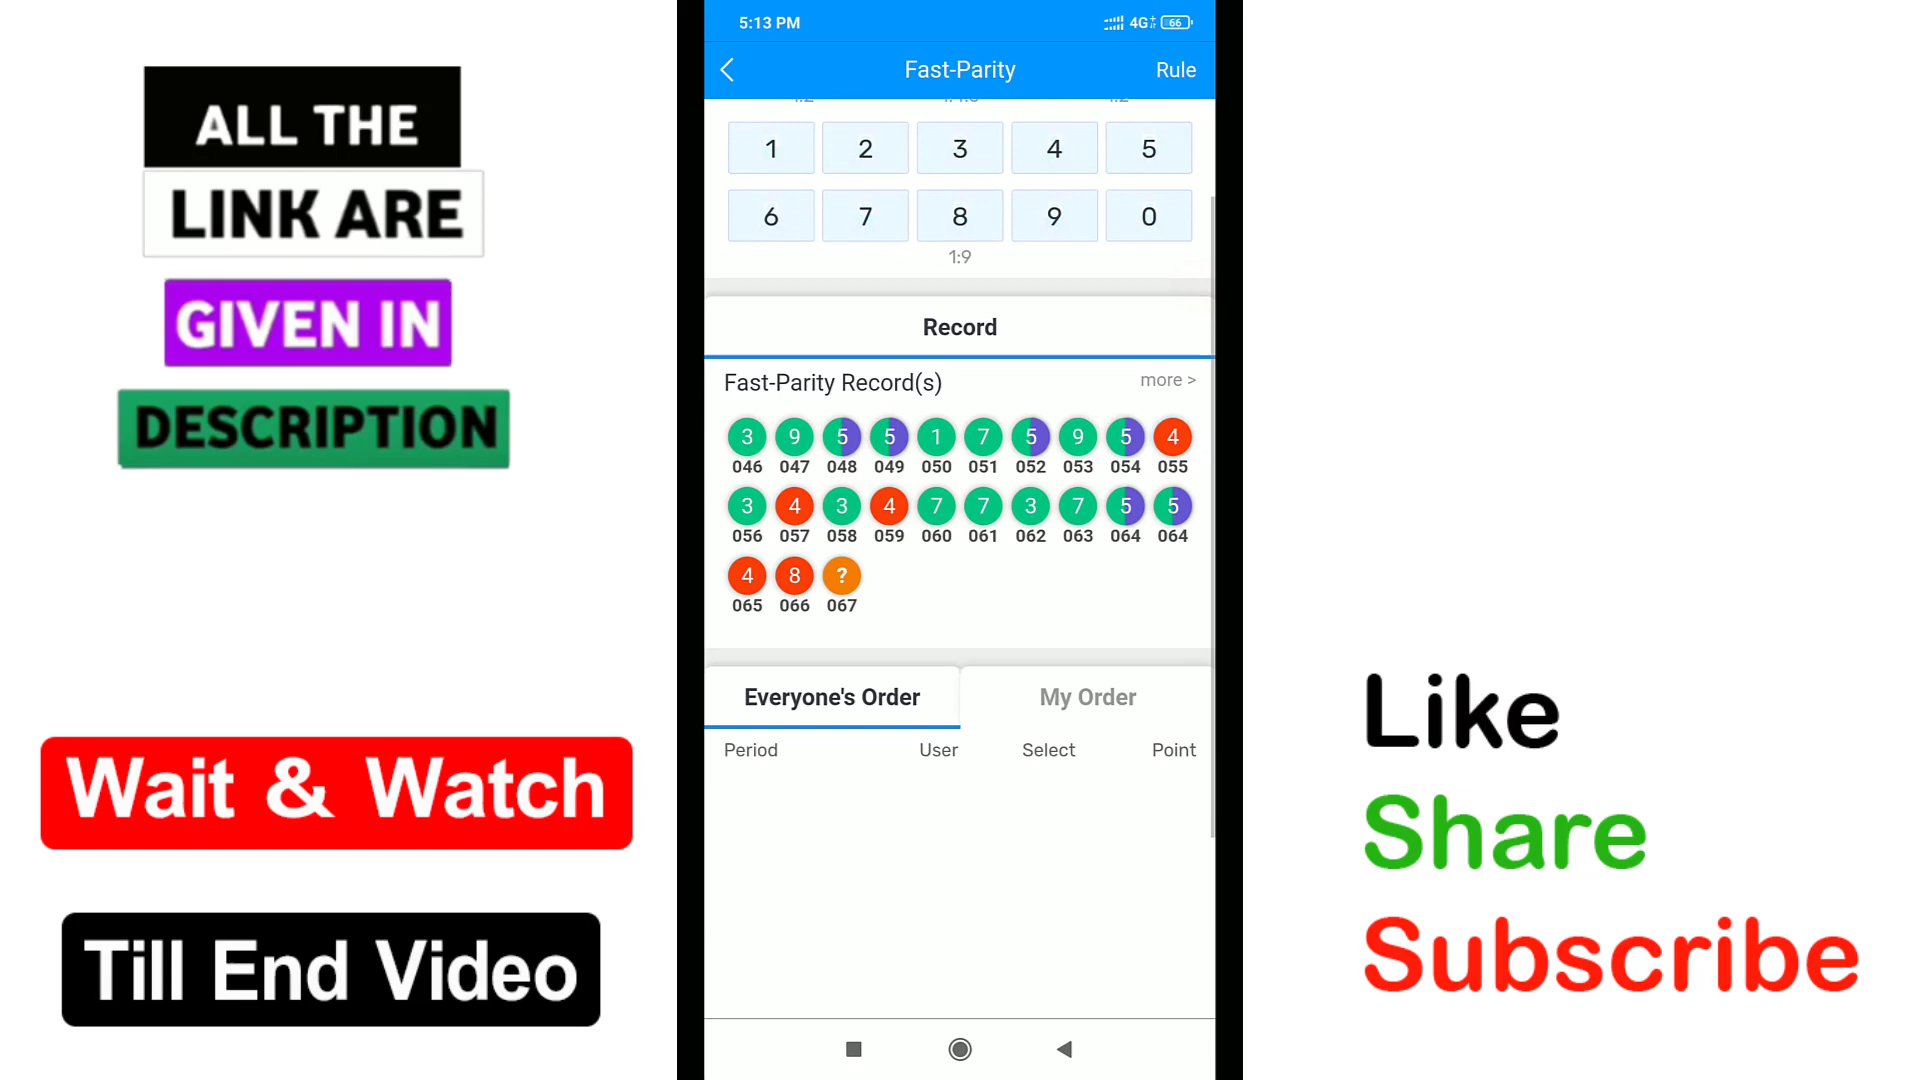 ALL THE
LINK ARE
GIVEN IN
DESCRIPTION
Wait & Watch
Till End Video
5:13 PM
4G+ 66
Fast-Parity
Rule
1:2 1:2
1 2 3 4 5
6 7 8 9 0
1:9
Record
Fast-Parity Record(s)
more >
3 9 5 5 1 7 5 9 5 4
046 047 048 049 050 051 052 053 054 055
3 4 3 4 7 7 3 7 5 5
056 057 058 059 060 061 062 063 064 064
4 8 ?
065 066 067
Everyone's Order
My Order
Period User Select Point
Like
Share
Subscribe